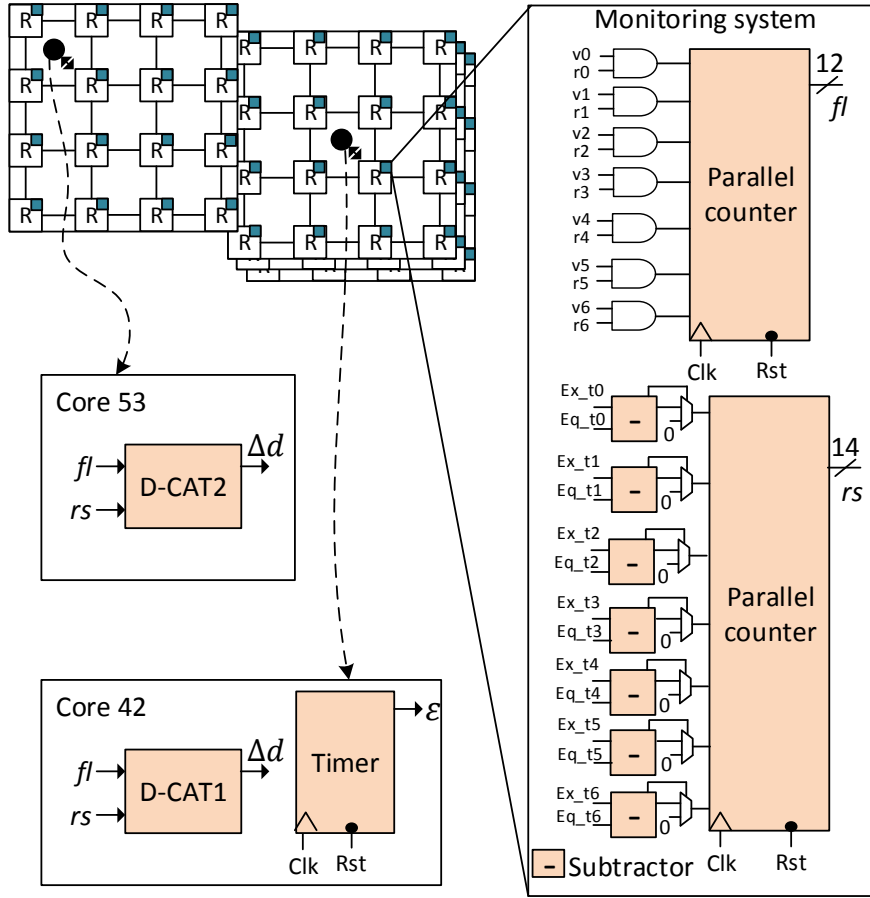 R R R R
R R R R
R R R R
R R R R
R R R R
R R R R
R R R R
R R R R
Core 53
fl
rs
D-CAT2
Δd
Core 42
fl
rs
D-CAT1
Δd
Timer
ε
Clk Rst
Monitoring system
v0
r0
v1
r1
v2
r2
v3
r3
v4
r4
v5
r5
v6
r6
Parallel
counter
12
fl
Clk Rst
Ex_t0
Eq_t0
-
0
Ex_t1
Eq_t1
-
0
Ex_t2
Eq_t2
-
0
Ex_t3
Eq_t3
-
0
Ex_t4
Eq_t4
-
0
Ex_t5
Eq_t5
-
0
Ex_t6
Eq_t6
-
0
Parallel
counter
14
rs
Clk Rst
- Subtractor